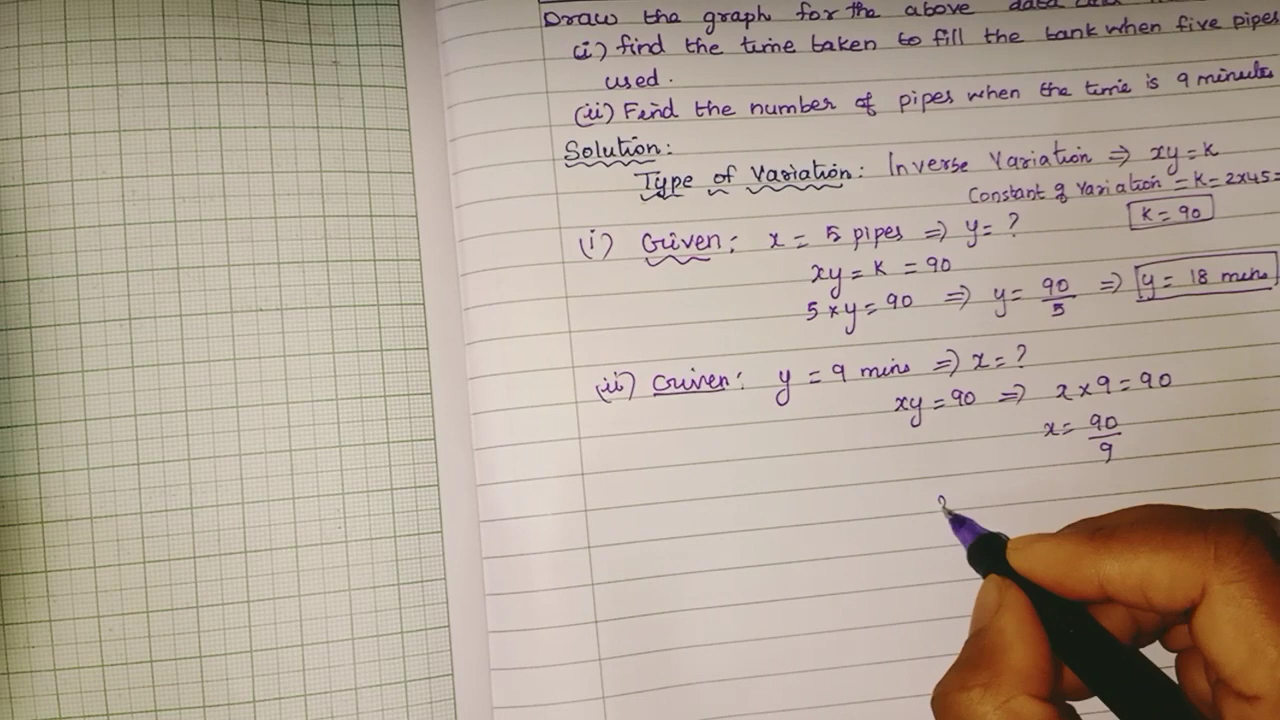 Draw the graph for the above data and
(i) find the time taken to fill the tank when five pipes
used.
(ii) Find the number of pipes when the time is 9 minutes
Solution:
Type of Variation: Inverse Variation ⇒ xy = k
Constant of Variation = K = 2x45 =
K = 90
(i) Given: x = 5 pipes ⇒ y = ?
xy = K = 90
5 × y = 90 ⇒ y = 90/5 ⇒ y = 18 mins
(ii) Given: y = 9 mins ⇒ x = ?
xy = 90 ⇒ x × 9 = 90
x = 90/9